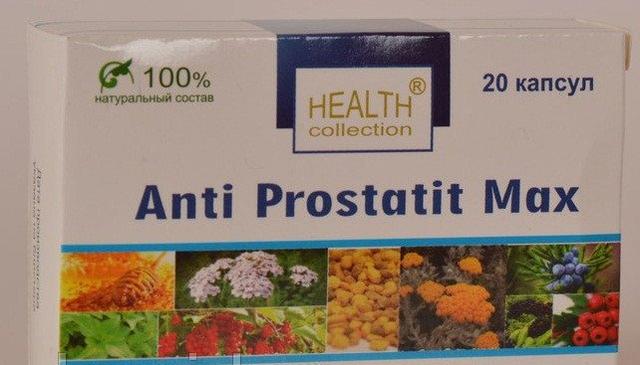 100%
натуральный состав
HEALTH®
collection
20 капсул
Anti Prostatit Max